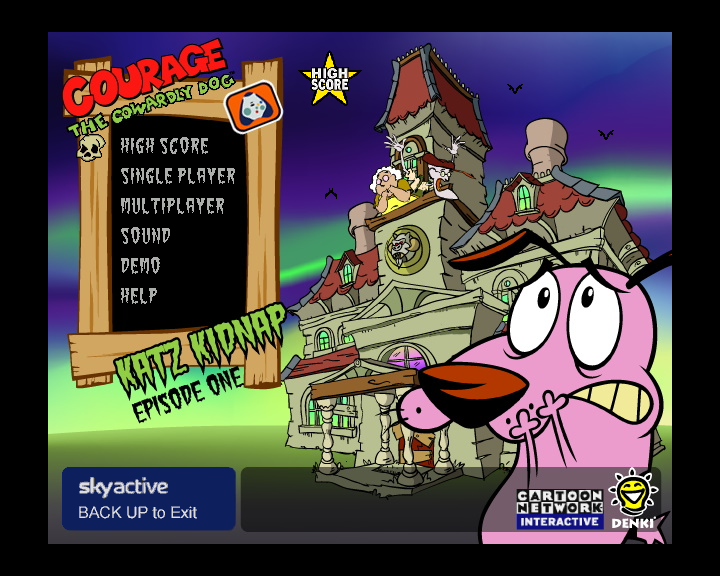 COURAGE
THE COWARDLY DOG
HIGH
SCORE
HIGH SCORE
SINGLE PLAYER
MULTIPLAYER
SOUND
DEMO
HELP
KATZ KIDNAP
EPISODE ONE
skyactive
BACK UP to Exit
CARTOON
NETWORK
INTERACTIVE
DENKI